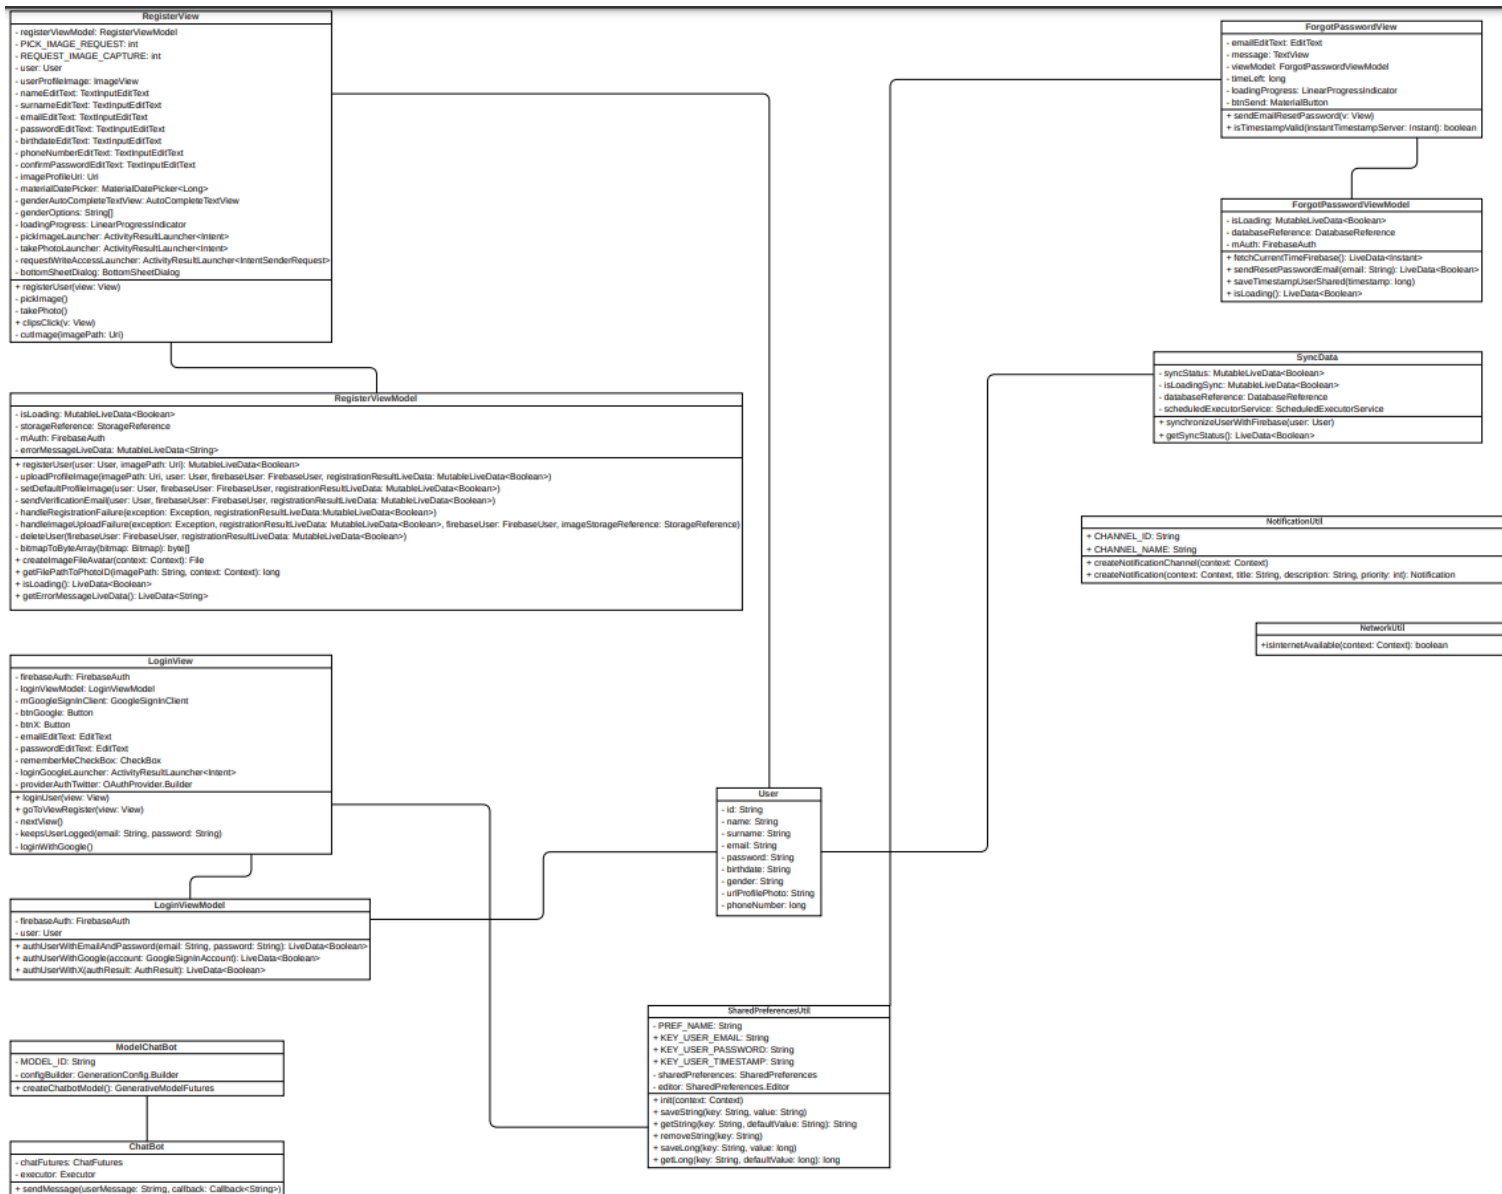 RegisterView
- registerViewModel: RegisterViewModel
- PICK_IMAGE_REQUEST: int
- REQUEST_IMAGE_CAPTURE: int
- user: User
- userProfileImage: ImageView
- nameEditText: TextInputEditText
- surnameEditText: TextInputEditText
- emailEditText: TextInputEditText
- passwordEditText: TextInputEditText
- birthdateEditText: TextInputEditText
- phoneNumberEditText: TextInputEditText
- confirmPasswordEditText: TextInputEditText
- imageProfileUri: Uri
- materialDatePicker: MaterialDatePicker<Long>
- genderAutoCompleteTextView: AutoCompleteTextView
- genderOptions: String[]
- loadingProgress: LinearProgressIndicator
- pickImageLauncher: ActivityResultLauncher<Intent>
- takePhotoLauncher: ActivityResultLauncher<Intent>
- requestWriteAccessLauncher: ActivityResultLauncher<IntentSenderRequest>
- bottomSheetDialog: BottomSheetDialog
+ registerUser(view: View)
- pickImage()
- takePhoto()
+ clipsClick(v: View)
- cutImage(imagePath: Uri)
RegisterViewModel
- isLoading: MutableLiveData<Boolean>
- storageReference: StorageReference
- mAuth: FirebaseAuth
- errorMessageLiveData: MutableLiveData<String>
+ registerUser(user: User, imagePath: Uri): MutableLiveData<Boolean>
- uploadProfileImage(imagePath: Uri, user: User, firebaseUser: FirebaseUser, registrationResultLiveData: MutableLiveData<Boolean>)
- setDefaultProfileImage(user: User, firebaseUser: FirebaseUser, registrationResultLiveData: MutableLiveData<Boolean>)
- sendVerificationEmail(user: User, firebaseUser: FirebaseUser, registrationResultLiveData: MutableLiveData<Boolean>)
- handleRegistrationFailure(exception: Exception, registrationResultLiveData:MutableLiveData<Boolean>)
- handleImageUploadFailure(exception: Exception, registrationResultLiveData: MutableLiveData<Boolean>, firebaseUser: FirebaseUser, imageStorageReference: StorageReference)
- deleteUser(firebaseUser: FirebaseUser, registrationResultLiveData: MutableLiveData<Boolean>)
- bitmapToByteArray(bitmap: Bitmap): byte[]
+ createImageFileAvatar(context: Context): File
+ getFilePathToPhotoID(imagePath: String, context: Context): long
+ isLoading(): LiveData<Boolean>
+ getErrorMessageLiveData(): LiveData<String>
LoginView
- firebaseAuth: FirebaseAuth
- loginViewModel: LoginViewModel
- mGoogleSignInClient: GoogleSignInClient
- btnGoogle: Button
- btnX: Button
- emailEditText: EditText
- passwordEditText: EditText
- rememberMeCheckBox: CheckBox
- loginGoogleLauncher: ActivityResultLauncher<Intent>
- providerAuthTwitter: OAuthProvider.Builder
+ loginUser(view: View)
+ goToViewRegister(view: View)
- nextView()
- keepsUserLogged(email: String, password: String)
- loginWithGoogle()
LoginViewModel
- firebaseAuth: FirebaseAuth
- user: User
+ authUserWithEmailAndPassword(email: String, password: String): LiveData<Boolean>
+ authUserWithGoogle(account: GoogleSignInAccount): LiveData<Boolean>
+ authUserWithX(authResult: AuthResult): LiveData<Boolean>
ModelChatBot
- MODEL_ID: String
- configBuilder: GenerationConfig.Builder
+ createChatbotModel(): GenerativeModelFutures
ChatBot
- chatFutures: ChatFutures
- executor: Executor
+ sendMessage(userMessage: String, callback: Callback<String>)
User
- id: String
- name: String
- surname: String
- email: String
- password: String
- birthdate: String
- gender: String
- urlProfilePhoto: String
- phoneNumber: long
SharedPreferencesUtil
- PREF_NAME: String
+ KEY_USER_EMAIL: String
+ KEY_USER_PASSWORD: String
+ KEY_USER_TIMESTAMP: String
- sharedPreferences: SharedPreferences
- editor: SharedPreferences.Editor
+ init(context: Context)
+ saveString(key: String, value: String)
+ getString(key: String, defaultValue: String): String
+ removeString(key: String)
+ saveLong(key: String, value: long)
+ getLong(key: String, defaultValue: long): long
ForgotPasswordView
- emailEditText: EditText
- message: TextView
- viewModel: ForgotPasswordViewModel
- timeLeft: long
- loadingProgress: LinearProgressIndicator
- btnSend: MaterialButton
+ sendEmailResetPassword(v: View)
+ isTimestampValid(instantTimestampServer: Instant): boolean
ForgotPasswordViewModel
- isLoading: MutableLiveData<Boolean>
- databaseReference: DatabaseReference
- mAuth: FirebaseAuth
+ fetchCurrentTimeFirebase(): LiveData<Instant>
+ sendResetPasswordEmail(email: String): LiveData<Boolean>
+ saveTimestampUserShared(timestamp: long)
+ isLoading(): LiveData<Boolean>
SyncData
- syncStatus: MutableLiveData<Boolean>
- isLoadingSync: MutableLiveData<Boolean>
- databaseReference: DatabaseReference
- scheduledExecutorService: ScheduledExecutorService
+ synchronizeUserWithFirebase(user: User)
+ getSyncStatus(): LiveData<Boolean>
NotificationUtil
+ CHANNEL_ID: String
+ CHANNEL_NAME: String
+ createNotificationChannel(context: Context)
+ createNotification(context: Context, title: String, description: String, priority: int): Notification
NetworkUtil
+isInternetAvailable(context: Context): boolean